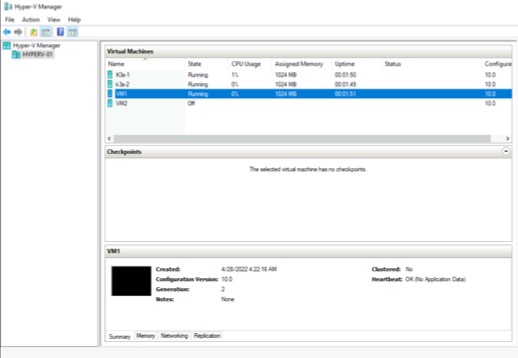 Hyper-V Manager
File Action View Help
Hyper-V Manager
HYPERV-01
Virtual Machines
Name State CPU Usage Assigned Memory Uptime Status Configura
K3s-1 Running 1% 1024 MB 00:01:50 10.0
k3s-2 Running 0% 1024 MB 00:01:49 10.0
VM1 Running 0% 1024 MB 00:01:51 10.0
VM2 Off 10.0
Checkpoints
The selected virtual machine has no checkpoints.
VM1
Created: 4/28/2022 4:22:16 AM Clustered: No
Configuration Version: 10.0 Heartbeat: OK (No Application Data)
Generation: 2
Notes: None
Summary Memory Networking Replication